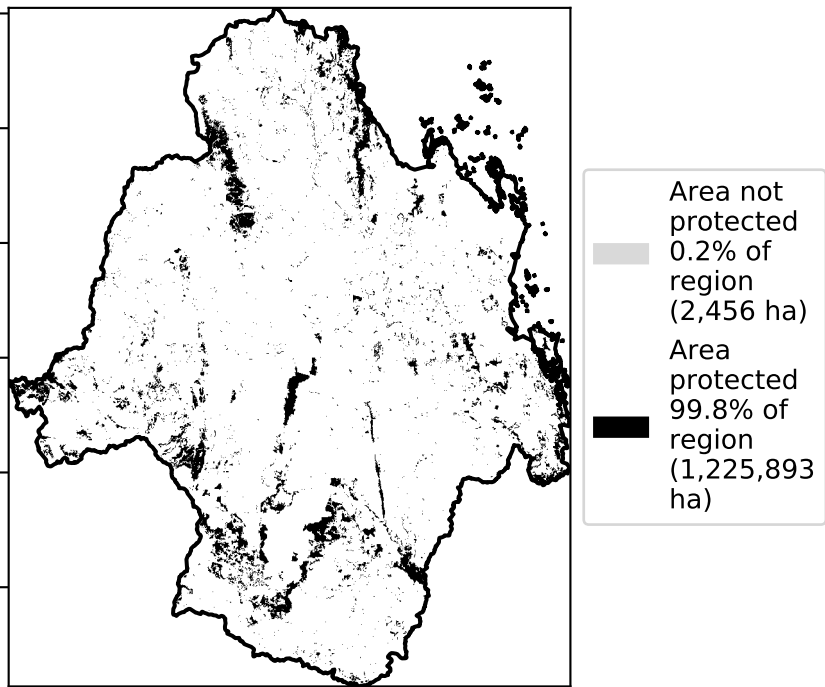 Area not
protected
0.2% of
region
(2,456 ha)
Area
protected
99.8% of
region
(1,225,893
ha)